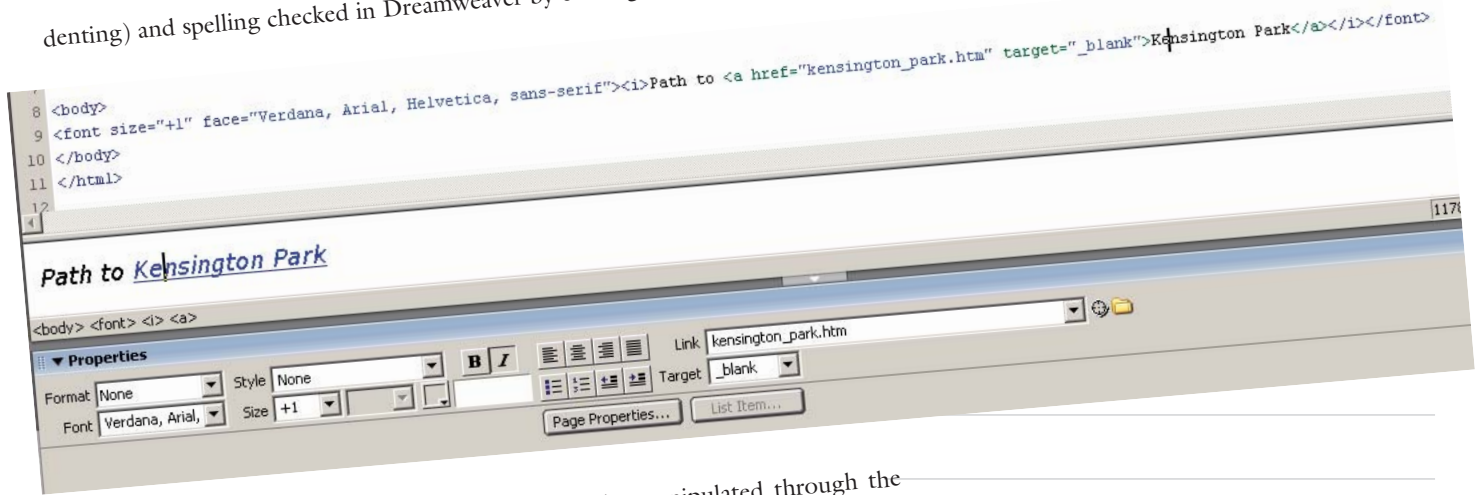 denting) and spelling checked in Dreamweaver by
8 <body>
9 <font size="+1" face="Verdana, Arial, Helvetica, sans-serif"><i>Path to <a href="kensington_park.htm" target="_blank">Kensington Park</a></i></font>
10 </body>
11 </html>
12
Path to Kensington Park
1178
<body> <font> <i> <a>
Properties
Format None Style None B I Link kensington_park.htm
Font Verdana, Arial, Size +1 Target _blank
Page Properties... List Item...
through the